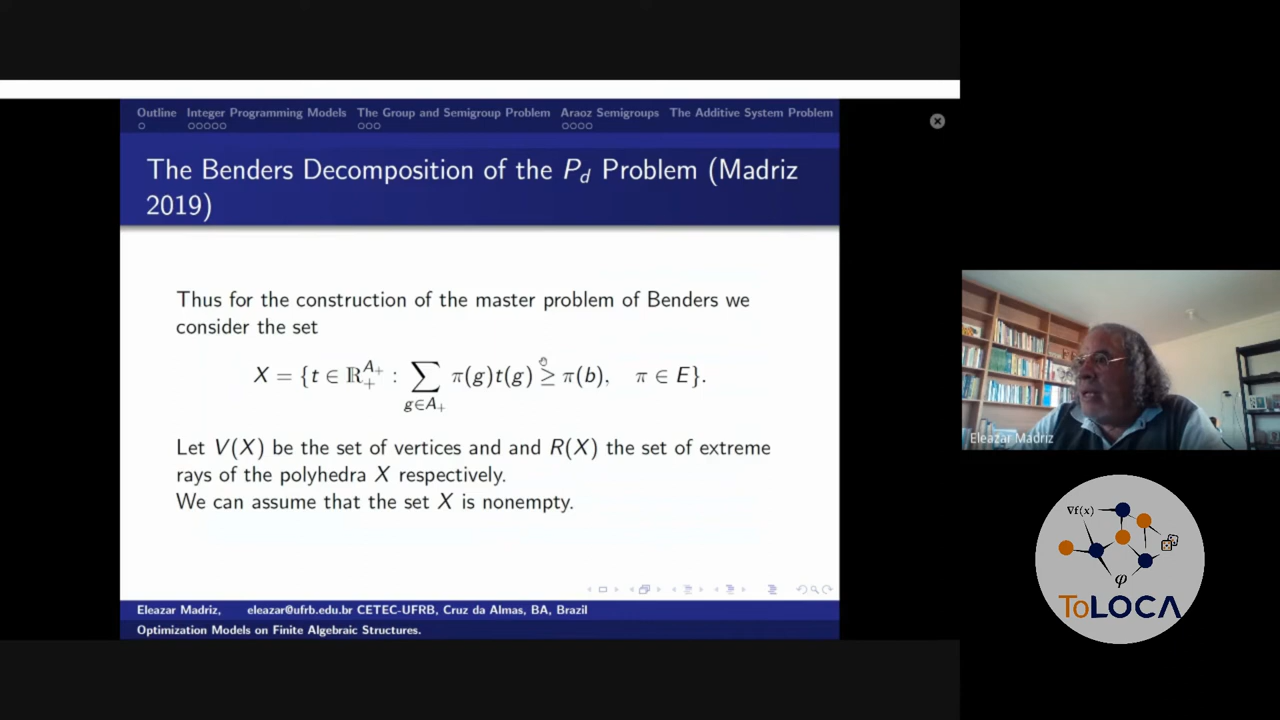 Outline Integer Programming Models The Group and Semigroup Problem Araoz Semigroups The Additive System Problem
The Benders Decomposition of the P_d Problem (Madriz
2019)
Thus for the construction of the master problem of Benders we
consider the set
X = {t ∈ ℝ₊^{A₊} : ∑_{g∈A₊} π(g)t(g) ≥ π(b), π ∈ E}.
Let V(X) be the set of vertices and and R(X) the set of extreme
rays of the polyhedra X respectively.
We can assume that the set X is nonempty.
Eleazar Madriz, eleazar@ufrb.edu.br CETEC-UFRB, Cruz da Almas, BA, Brazil
Optimization Models on Finite Algebraic Structures.
Eleazar Madriz
∇f(x)
φ
ToLOCA